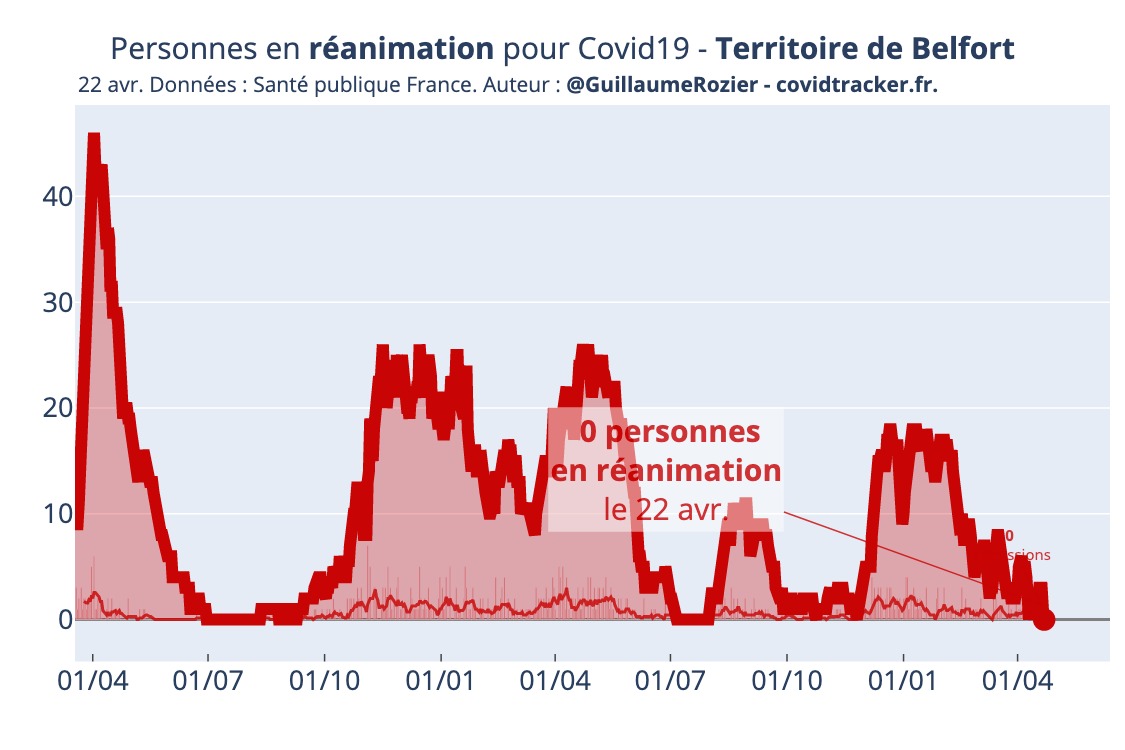 Personnes en réanimation pour Covid19 - Territoire de Belfort
22 avr. Données : Santé publique France. Auteur : @GuillaumeRozier - covidtracker.fr.
40
30
20
10
0
0 personnes
en réanimation
le 22 avr.
0
ssions
01/04
01/07
01/10
01/01
01/04
01/07
01/10
01/01
01/04